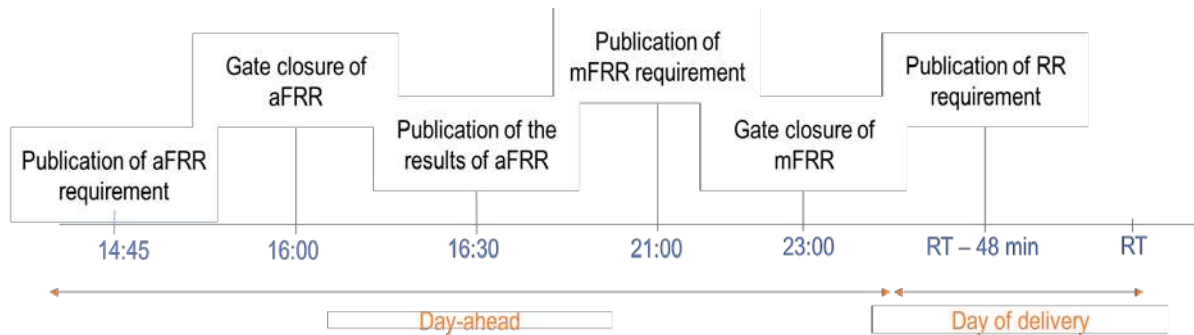 Publication of aFRR
requirement
Gate closure of
aFRR
Publication of the
results of aFRR
Publication of
mFRR requirement
Gate closure of
mFRR
Publication of RR
requirement
14:45
16:00
16:30
21:00
23:00
RT – 48 min
RT
Day-ahead
Day of delivery